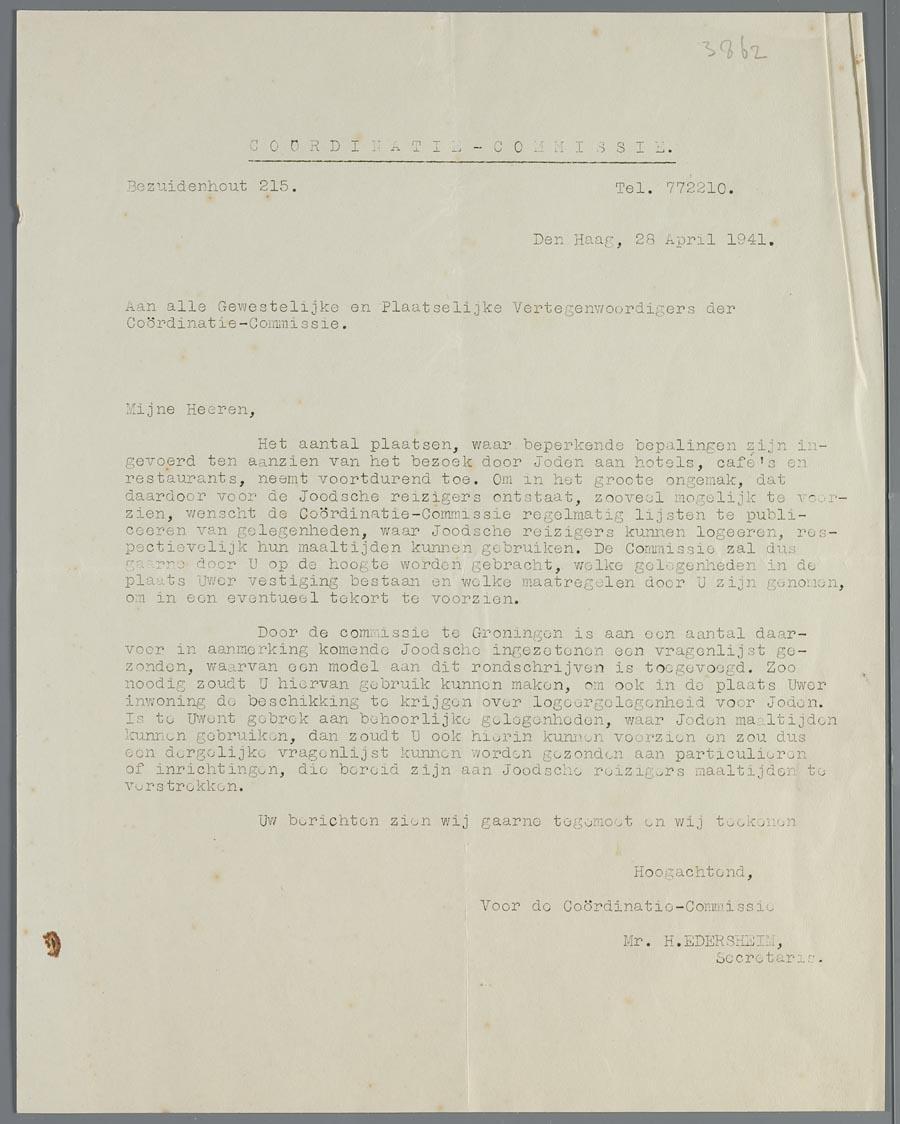 3862
COÖRDINATIE-COMMISSIE.
Bezuidenhout 215. Tel. 772210.
Den Haag, 28 April 1941.
Aan alle Gewestelijke en Plaatselijke Vertegenwoordigers der
Coördinatie-Commissie.
Mijne Heeren,
Het aantal plaatsen, waar beperkende bepalingen zijn in-
gevoerd ten aanzien van het bezoek door Joden aan hotels, café's en
restaurants, neemt voortdurend toe. Om in het groote ongemak, dat
daardoor voor de Joodsche reizigers ontstaat, zooveel mogelijk te voor-
zien, wenscht de Coördinatie-Commissie regelmatig lijsten te publi-
ceeren van gelegenheden, waar Joodsche reizigers kunnen logeeren, res-
pectievelijk hun maaltijden kunnen gebruiken. De Commissie zal dus
gaarne door U op de hoogte worden gebracht, welke gelegenheden in de
plaats Uwer vestiging bestaan en welke maatregelen door U zijn genomen,
om in een eventueel tekort te voorzien.
Door de commissie te Groningen is aan een aantal daar-
voor in aanmerking komende Joodsche ingezetenen een vragenlijst ge-
zonden, waarvan een model aan dit rondschrijven is toegevoegd. Zoo
noodig zoudt U hiervan gebruik kunnen maken, om ook in de plaats Uwer
inwoning de beschikking te krijgen over logeergelegenheid voor Joden.
Is te Uwent gebrek aan behoorlijke gelegenheden, waar Joden maaltijden
kunnen gebruiken, dan zoudt U ook hierin kunnen voorzien en zou dus
een dergelijke vragenlijst kunnen worden gezonden aan particulieren
of inrichtingen, die bereid zijn aan Joodsche reizigers maaltijden te
verstrekken.
Uw berichten zien wij gaarne tegemoet en wij teekenen
Hoogachtend,
Voor de Coördinatie-Commissie
Mr. H.EDERSHEIM,
Secretaris.